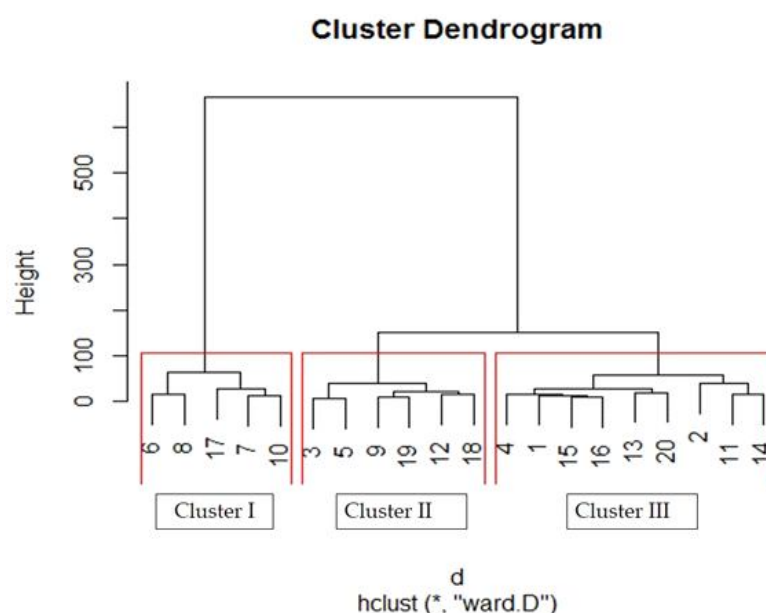 Cluster Dendrogram
Height
500
300
100
0
6 8 17 7 10 3 5 9 19 12 18 4 1 15 16 13 20 2 11 14
Cluster I Cluster II Cluster III
d
hclust (*, "ward.D")